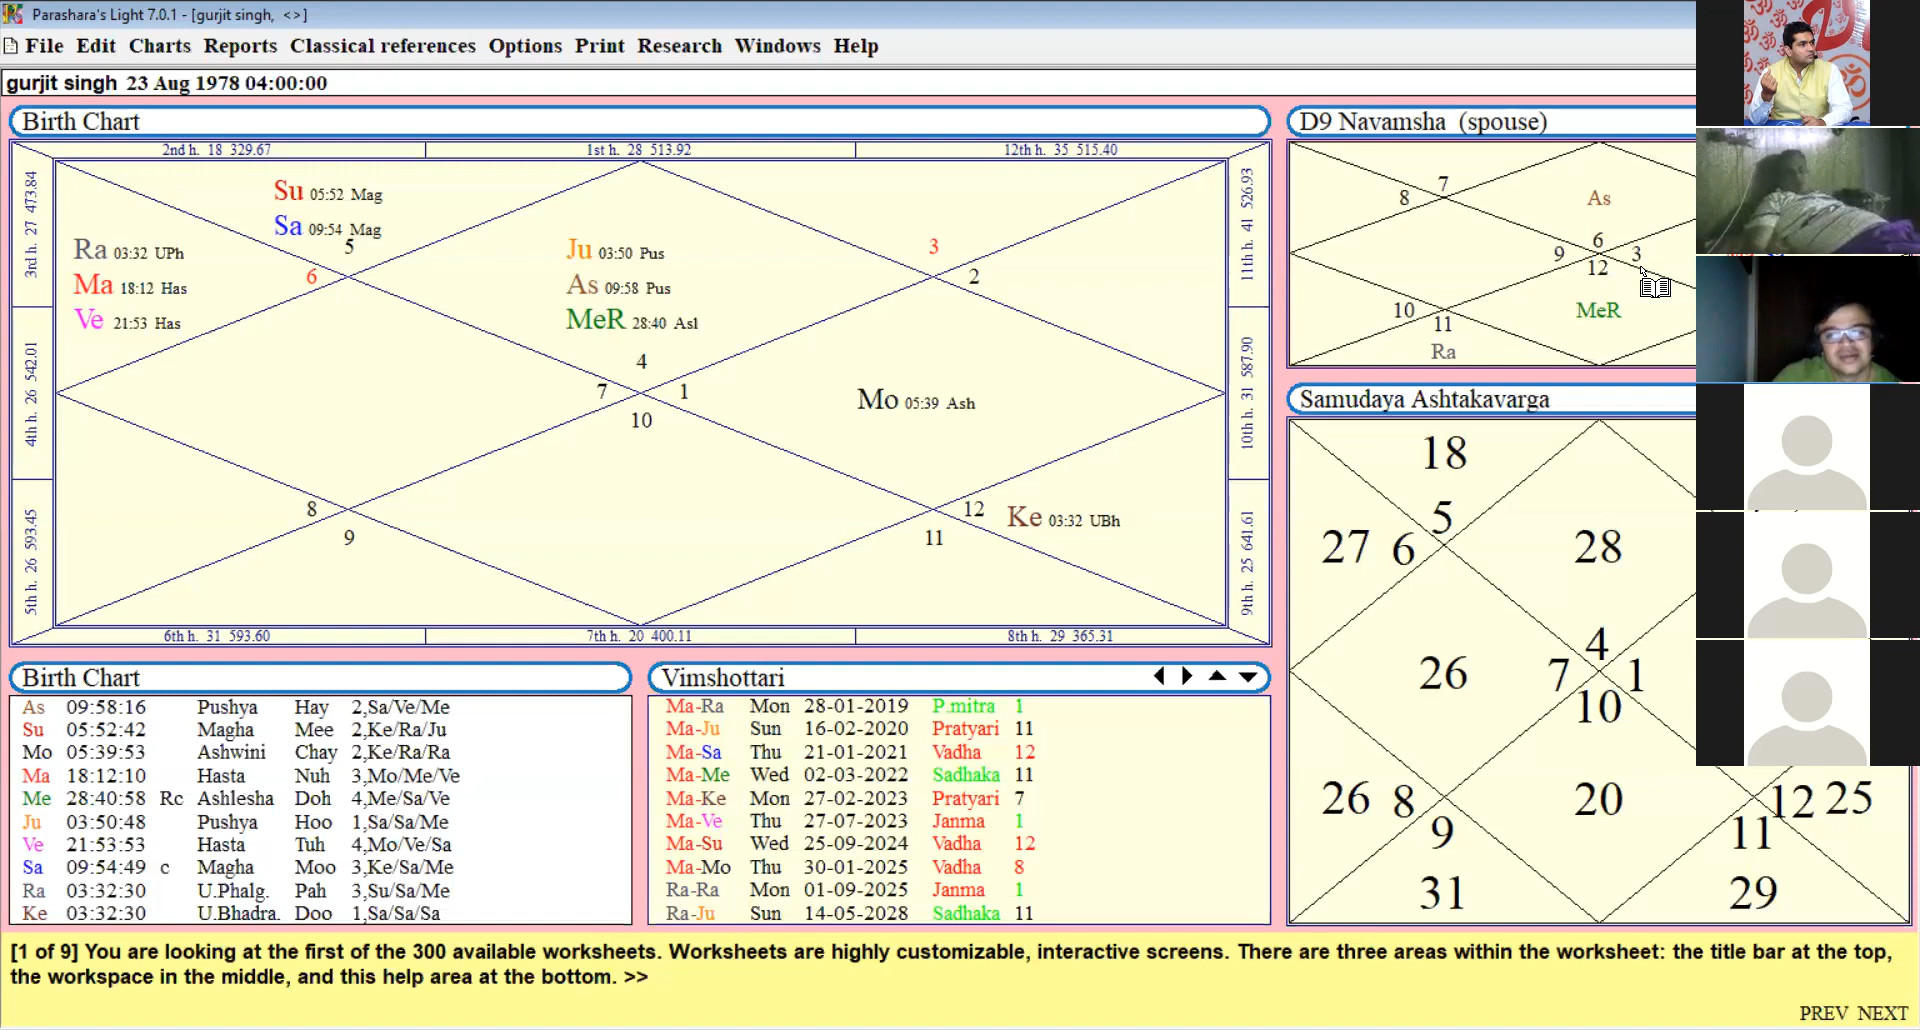 Parashara's Light 7.0.1 - [gurjit singh,  <>]
File Edit Charts Reports Classical references Options Print Research Windows Help
gurjit singh 23 Aug 1978 04:00:00
Birth Chart
2nd h. 18 329.67
1st h. 28 513.92
12th h. 35 515.40
3rd h. 27 473.84
4th h. 26 542.01
5th h. 26 593.45
11th h. 41 526.93
10th h. 31 587.90
9th h. 25 641.61
Su 05:52 Mag
Sa 09:54 Mag
5
Ra 03:32 UPh
Ma 18:12 Has
Ve 21:53 Has
6
Ju 03:50 Pus
As 09:58 Pus
MeR 28:40 Asl
3
2
4
7 1
10
Mo 05:39 Ash
8
9
12
11
Ke 03:32 UBh
6th h. 31 593.60
7th h. 20 400.11
8th h. 29 365.31
D9 Navamsha (spouse)
7
8
As
6
9 3
12
10
11
MeR
Ra
Samudaya Ashtakavarga
18
5
27 6
28
4
26 7 1
10
26 8
20
12 25
9
11
31
29
Birth Chart
As 09:58:16 Pushya Hay 2,Sa/Ve/Me
Su 05:52:42 Magha Mee 2,Ke/Ra/Ju
Mo 05:39:53 Ashwini Chay 2,Ke/Ra/Ra
Ma 18:12:10 Hasta Nuh 3,Mo/Me/Ve
Me 28:40:58 Rc Ashlesha Doh 4,Me/Sa/Ve
Ju 03:50:48 Pushya Hoo 1,Sa/Sa/Me
Ve 21:53:53 Hasta Tuh 4,Mo/Ve/Sa
Sa 09:54:49 c Magha Moo 3,Ke/Sa/Me
Ra 03:32:30 U.Phalg. Pah 3,Su/Sa/Me
Ke 03:32:30 U.Bhadra. Doo 1,Sa/Sa/Sa
Vimshottari
Ma-Ra Mon 28-01-2019 P.mitra 1
Ma-Ju Sun 16-02-2020 Pratyari 11
Ma-Sa Thu 21-01-2021 Vadha 12
Ma-Me Wed 02-03-2022 Sadhaka 11
Ma-Ke Mon 27-02-2023 Pratyari 7
Ma-Ve Thu 27-07-2023 Janma 1
Ma-Su Wed 25-09-2024 Vadha 12
Ma-Mo Thu 30-01-2025 Vadha 8
Ra-Ra Mon 01-09-2025 Janma 1
Ra-Ju Sun 14-05-2028 Sadhaka 11
[1 of 9] You are looking at the first of the 300 available worksheets. Worksheets are highly customizable, interactive screens. There are three areas within the worksheet: the title bar at the top,
the workspace in the middle, and this help area at the bottom. >>
PREV NEXT